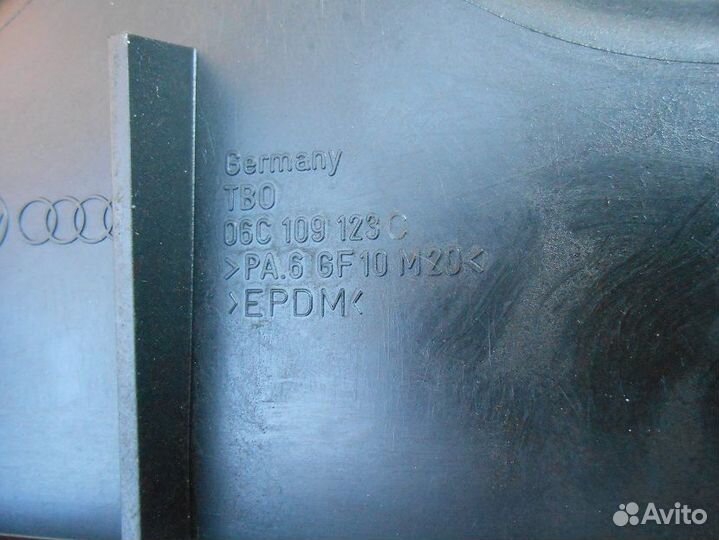 Germany
TBO
06C 109 123 C
>PA.6 GF10 M20<
>EPDM<
Avito